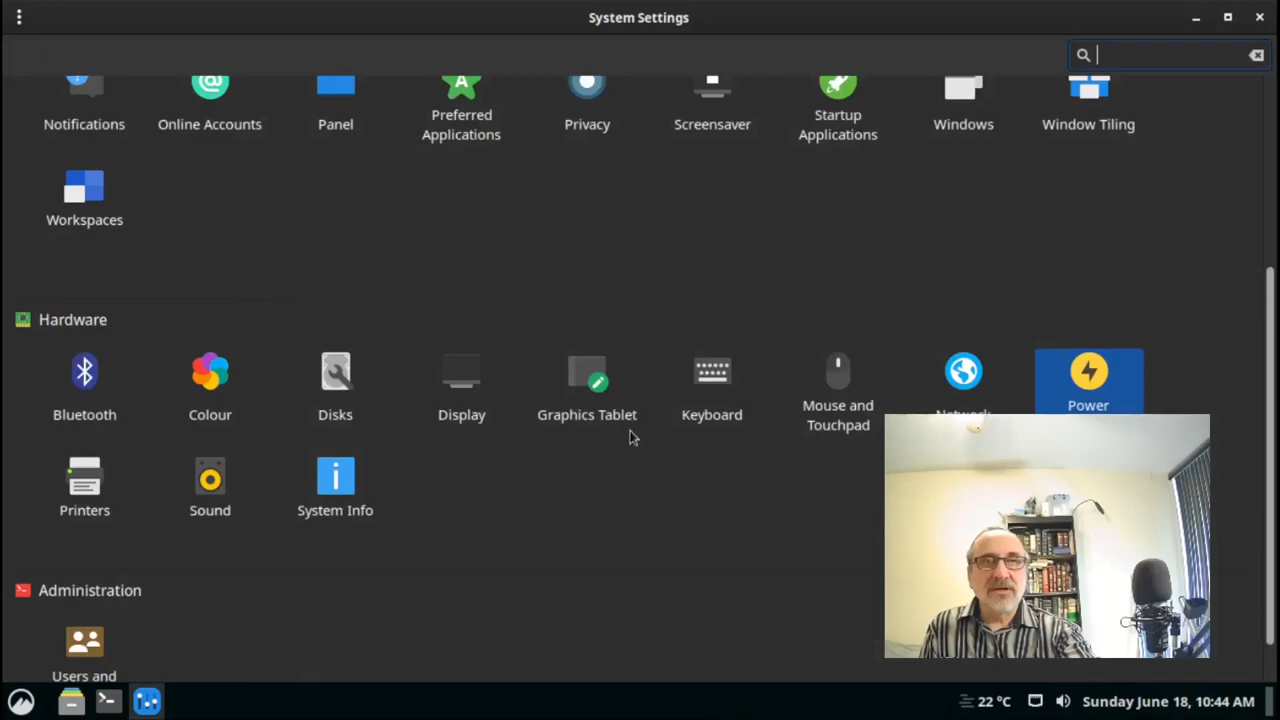 System Settings
Notifications
Online Accounts
Panel
Preferred
Applications
Privacy
Screensaver
Startup
Applications
Windows
Window Tiling
Workspaces
Hardware
Bluetooth
Colour
Disks
Display
Graphics Tablet
Keyboard
Mouse and
Touchpad
Network
Power
Printers
Sound
System Info
Administration
Users and
22 °C
Sunday June 18, 10:44 AM